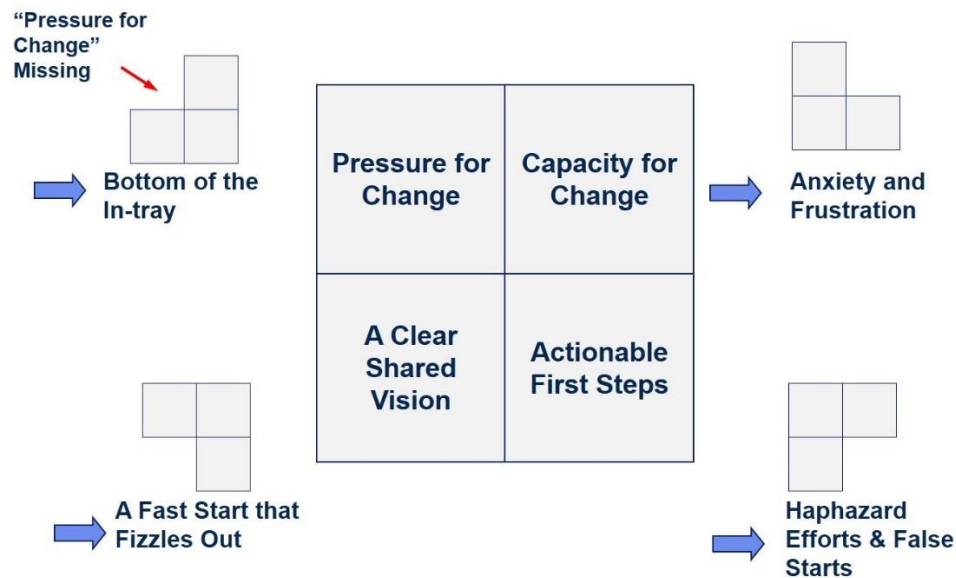 “Pressure for
Change”
Missing
Bottom of the
In-tray
Pressure for
Change
Capacity for
Change
Anxiety and
Frustration
A Clear
Shared
Vision
Actionable
First Steps
A Fast Start that
Fizzles Out
Haphazard
Efforts & False
Starts